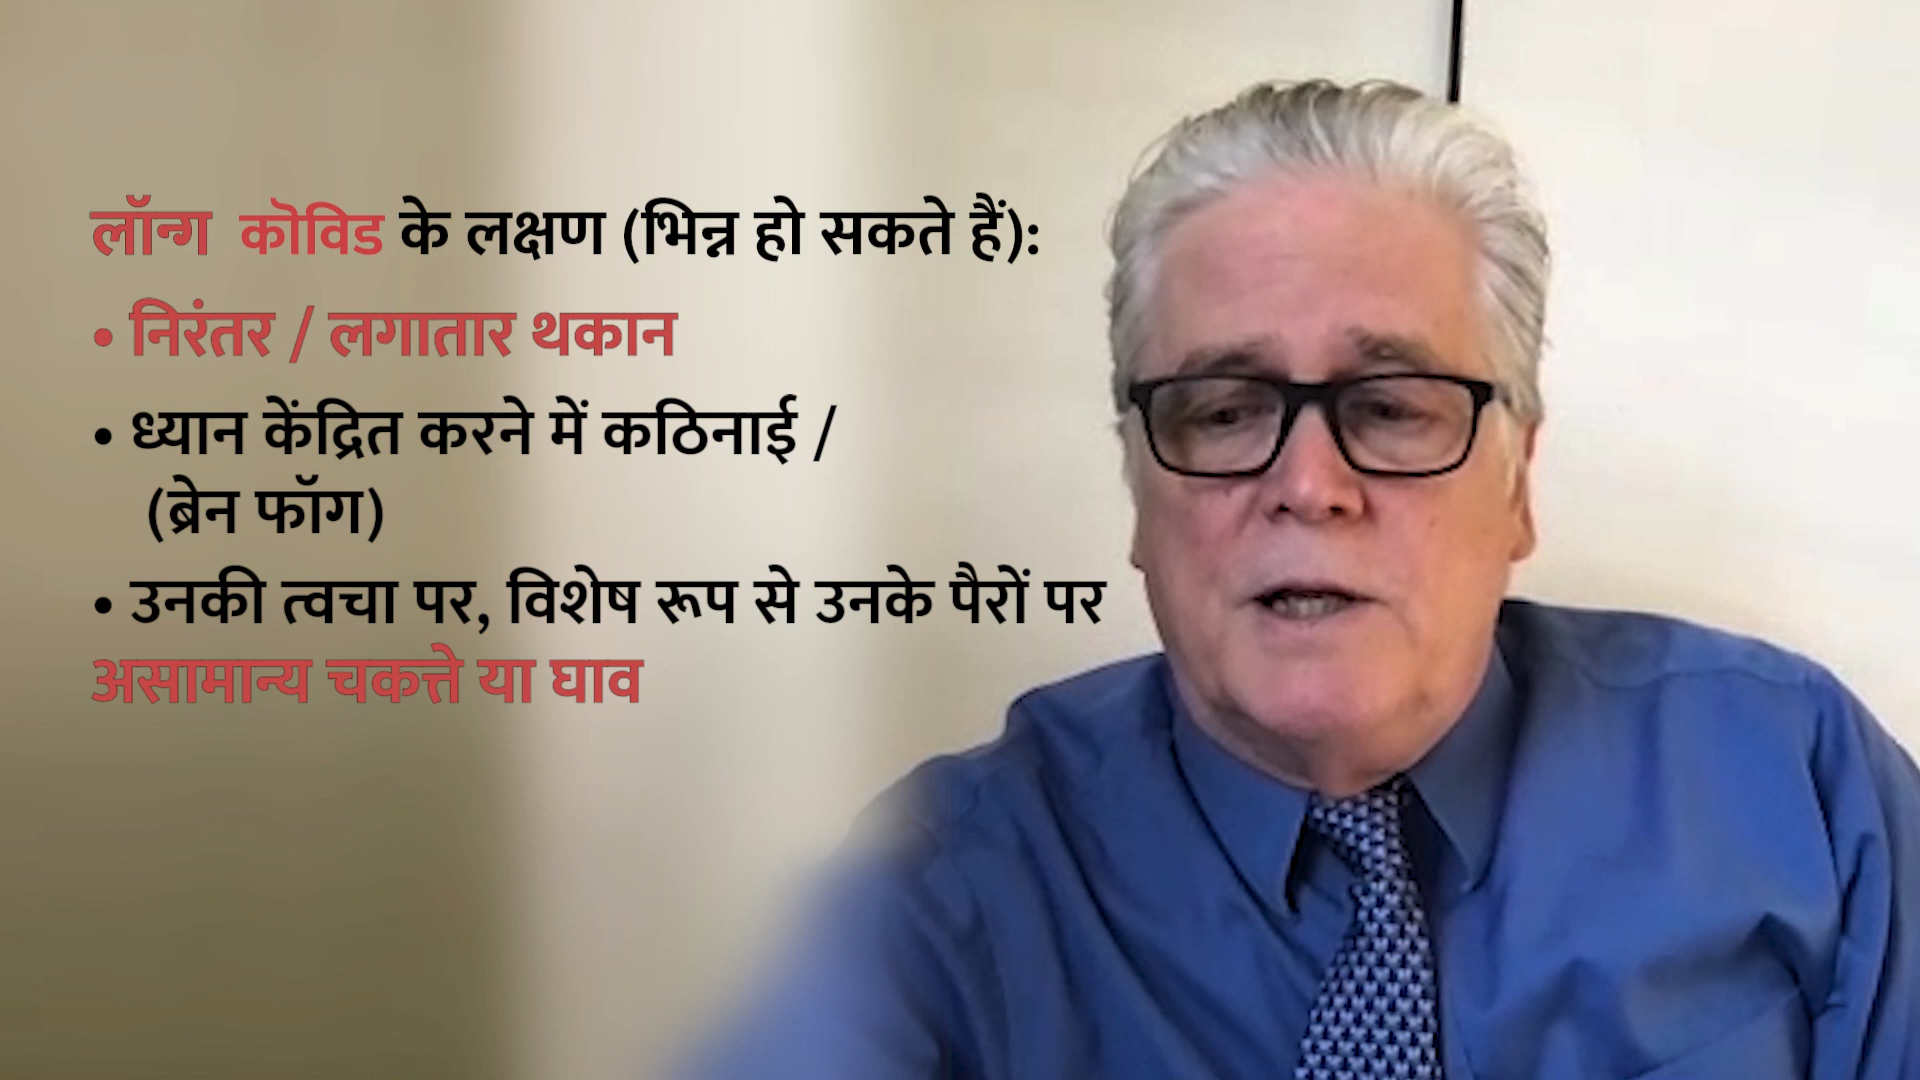 लॉन्ग कोविड के लक्षण (भिन्न हो सकते हैं):
• निरंतर / लगातार थकान
• ध्यान केंद्रित करने में कठिनाई /
(ब्रेन फॉग)
• उनकी त्वचा पर, विशेष रूप से उनके पैरों पर
असामान्य चकत्ते या घाव